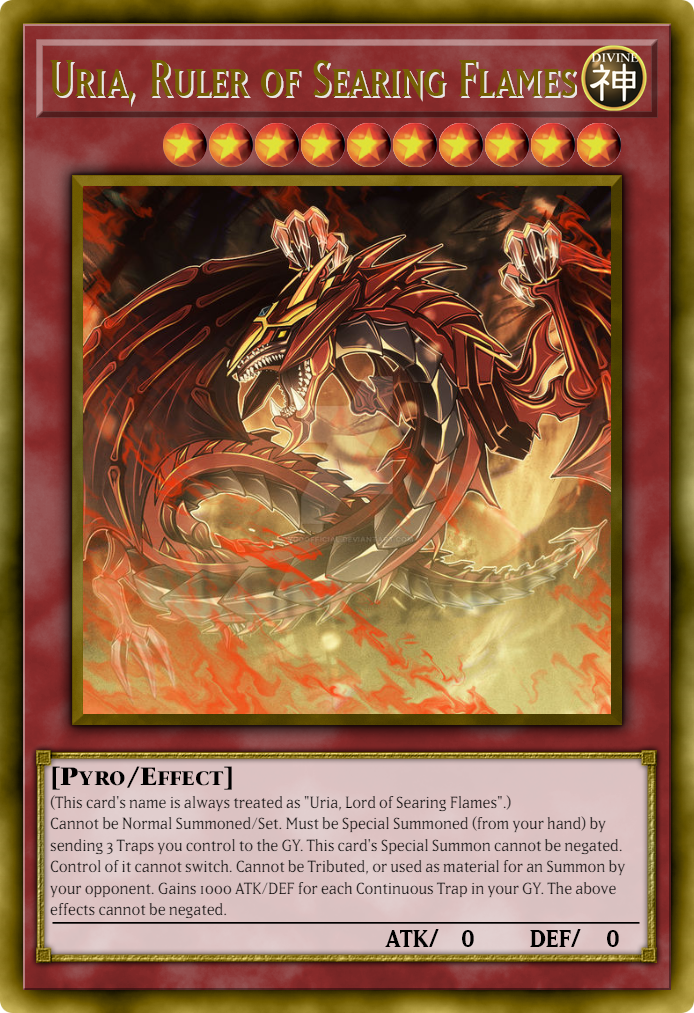 Uria, Ruler of Searing Flames
DIVINE
神
[Pyro/Effect]
(This card's name is always treated as "Uria, Lord of Searing Flames".)
Cannot be Normal Summoned/Set. Must be Special Summoned (from your hand) by
sending 3 Traps you control to the GY. This card's Special Summon cannot be negated.
Control of it cannot switch. Cannot be Tributed, or used as material for an Summon by
your opponent. Gains 1000 ATK/DEF for each Continuous Trap in your GY. The above
effects cannot be negated.
ATK/ 0 DEF/ 0